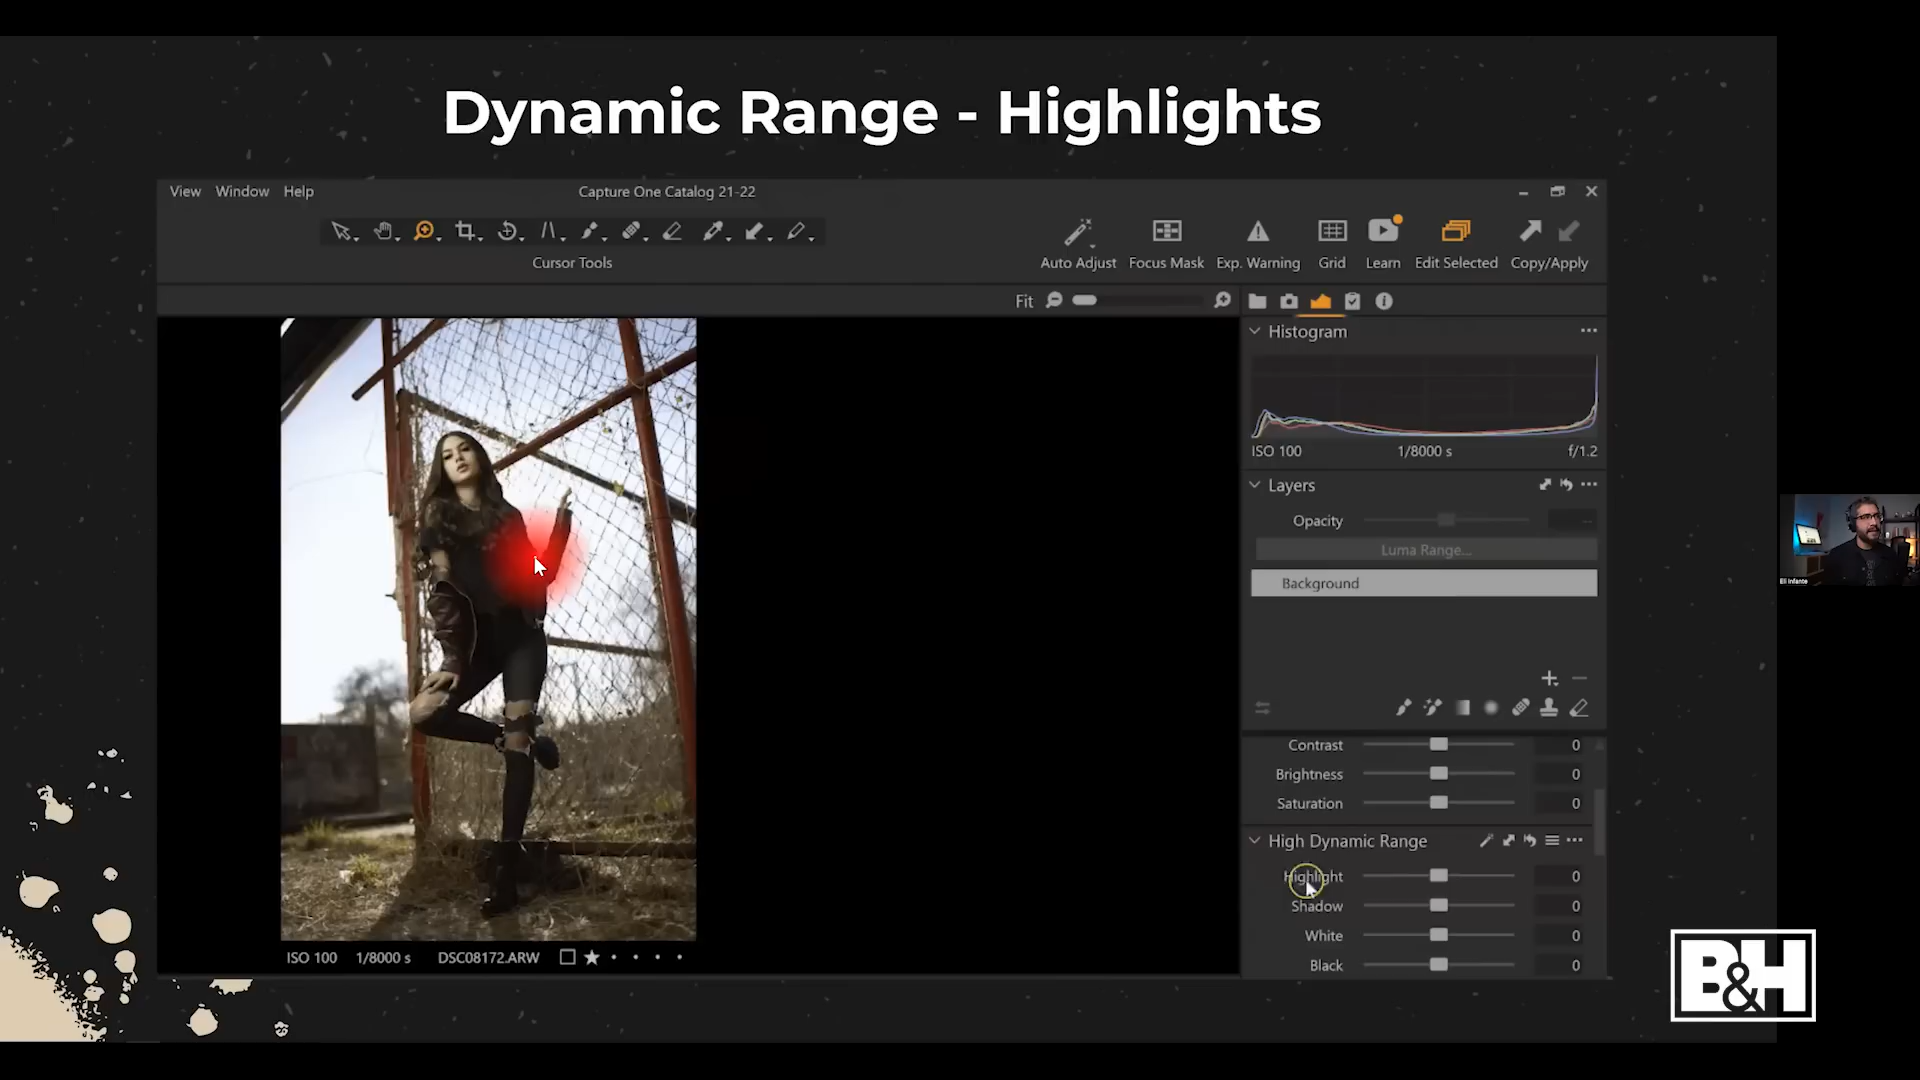 Dynamic Range - Highlights
View Window Help
Capture One Catalog 21-22
Cursor Tools
Auto Adjust Focus Mask Exp. Warning Grid Learn Edit Selected Copy/Apply
Fit
Histogram
ISO 100 1/8000 s f/1.2
Layers
Opacity
Luma Range...
Background
Contrast 0
Brightness 0
Saturation 0
High Dynamic Range
Highlight 0
Shadow 0
White 0
Black 0
ISO 100 1/8000 s DSC08172.ARW
Eli Infante
B&H